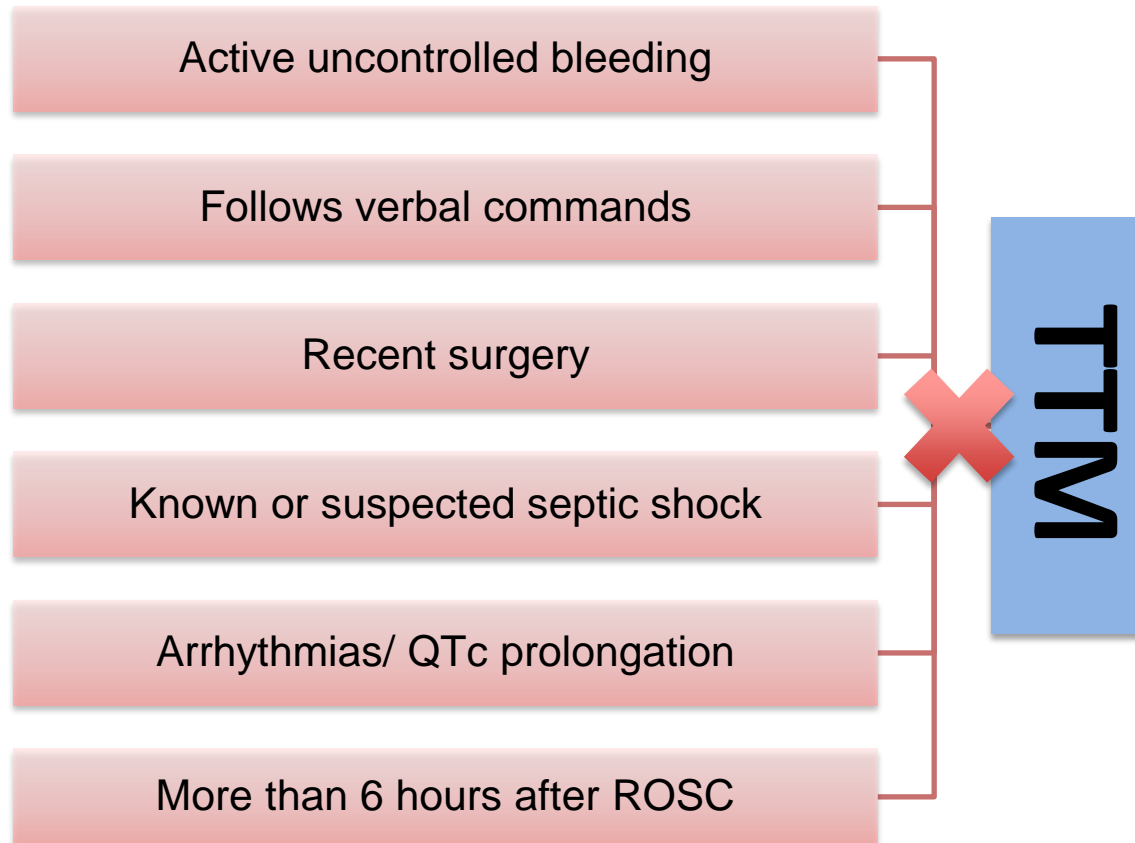 Active uncontrolled bleeding
Follows verbal commands
Recent surgery
Known or suspected septic shock
Arrhythmias/ QTc prolongation
More than 6 hours after ROSC
TTM